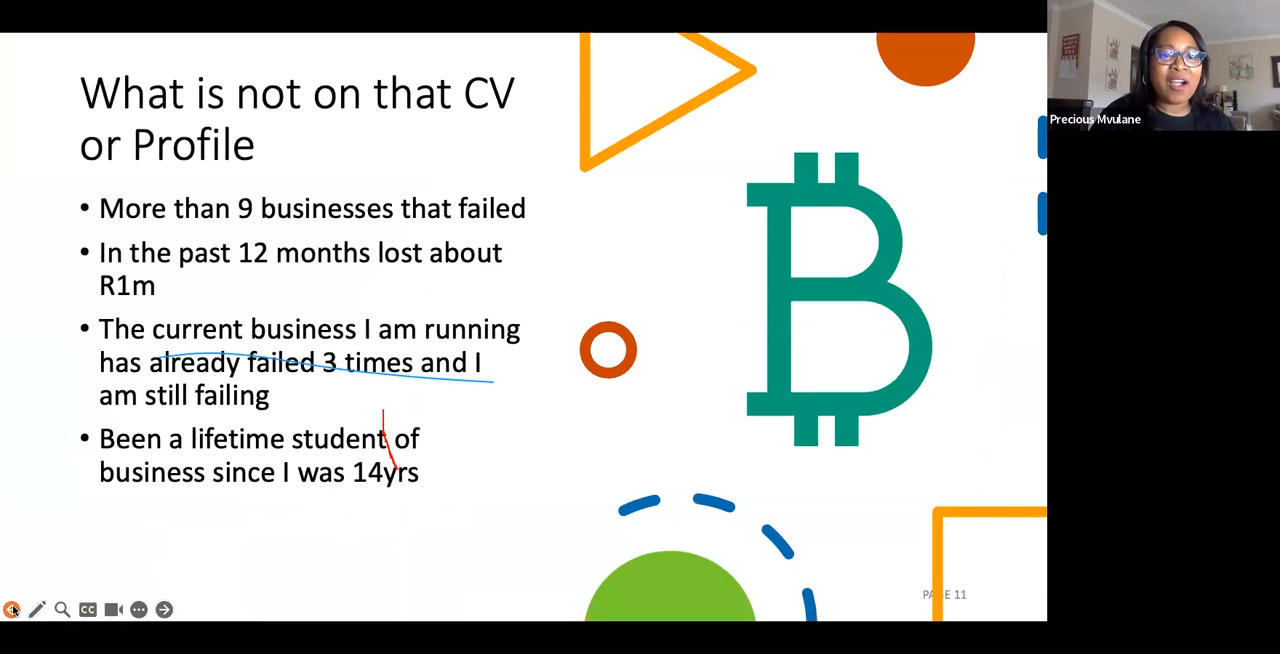 What is not on that CV
or Profile
• More than 9 businesses that failed
• In the past 12 months lost about
R1m
• The current business I am running
has already failed 3 times and I
am still failing
• Been a lifetime student of
business since I was 14yrs
PAGE 11
CC
Precious Mvulane